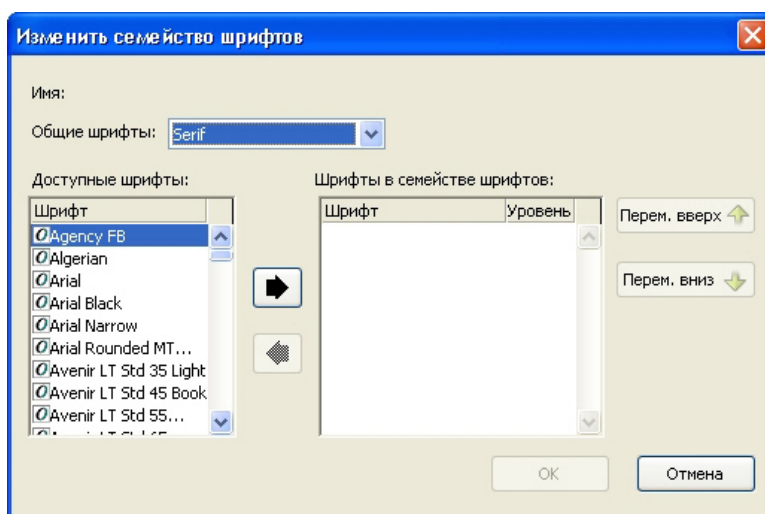 Изменить семейство шрифтов
Имя:
Общие шрифты: Serif
Доступные шрифты:
Шрифт
Agency FB
Algerian
Arial
Arial Black
Arial Narrow
Arial Rounded MT...
Avenir LT Std 35 Light
Avenir LT Std 45 Book
Avenir LT Std 55...
Шрифты в семействе шрифтов:
Шрифт Уровень
Перем. вверх
Перем. вниз
OK
Отмена